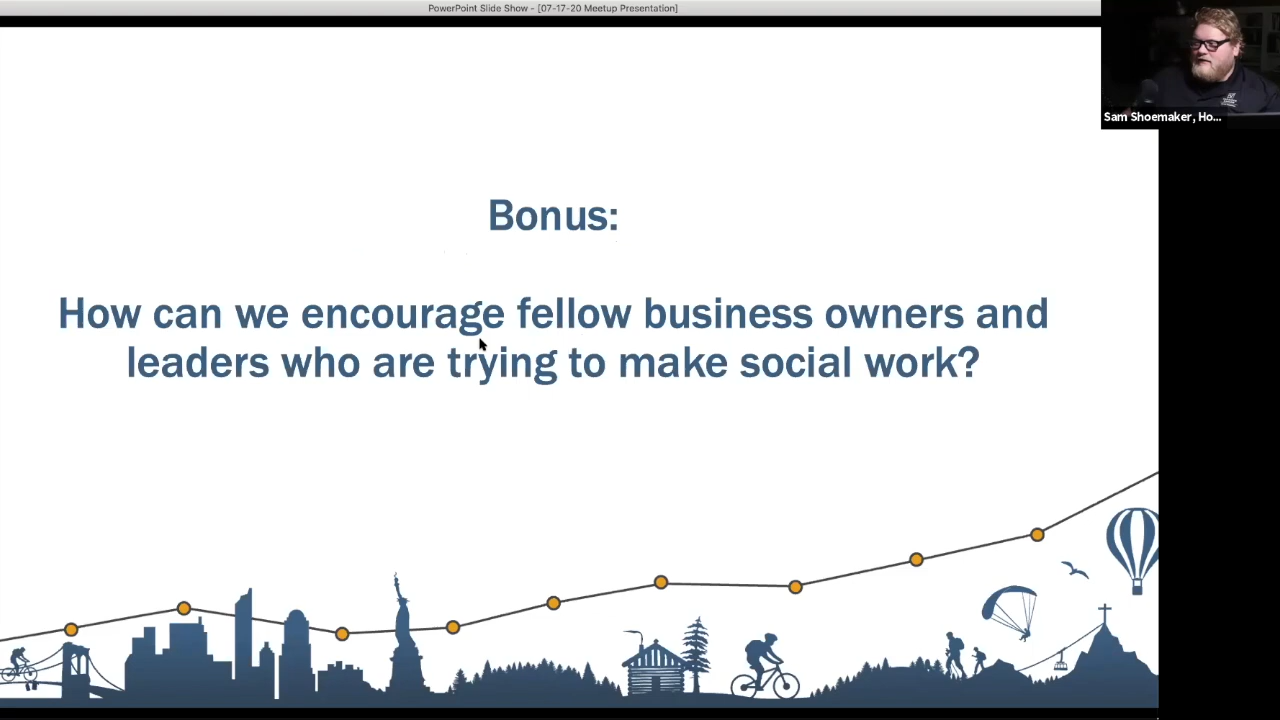 PowerPoint Slide Show - [07-17-20 Meetup Presentation]
Sam Shoemaker, Ho...
Bonus:
How can we encourage fellow business owners and
leaders who are trying to make social work?